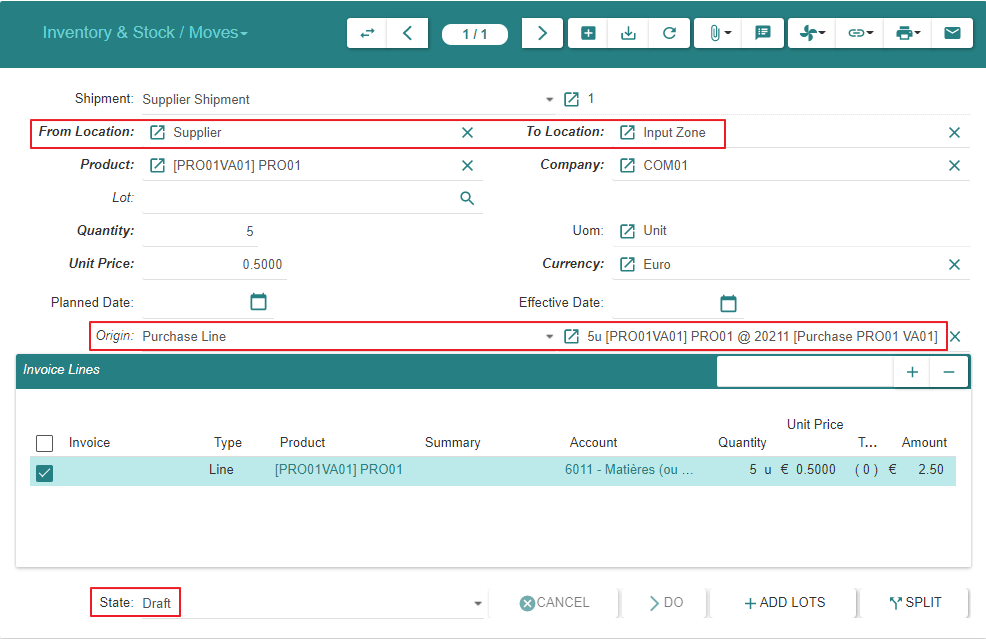 Inventory & Stock / Moves
1 / 1
Shipment: Supplier Shipment 1
From Location: Supplier To Location: Input Zone
Product: [PRO01VA01] PRO01 Company: COM01
Lot:
Quantity: 5 Uom: Unit
Unit Price: 0.5000 Currency: Euro
Planned Date: Effective Date:
Origin: Purchase Line 5u [PRO01VA01] PRO01 @ 20211 [Purchase PRO01 VA01]
Invoice Lines
Invoice Type Product Summary Account Quantity Unit Price T... Amount
Line [PRO01VA01] PRO01 6011 - Matières (ou ... 5 u € 0.5000 ( 0 ) € 2.50
State: Draft CANCEL DO ADD LOTS SPLIT